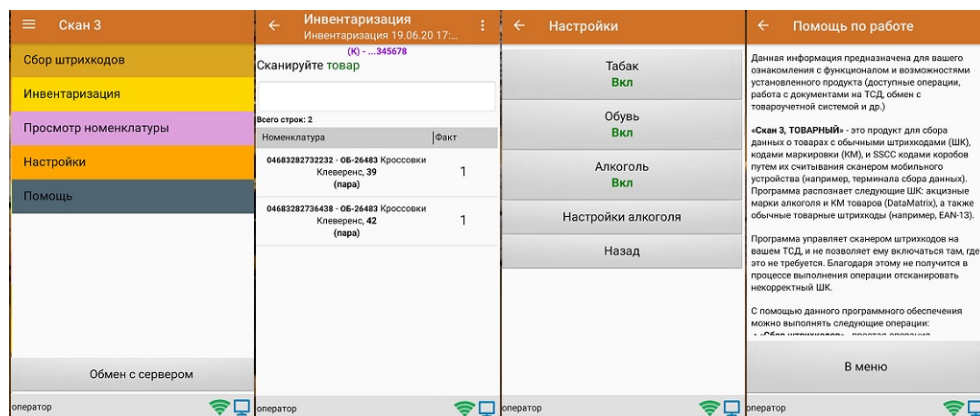 Скан 3
Сбор штрихкодов
Инвентаризация
Просмотр номенклатуры
Настройки
Помощь
Обмен с сервером
оператор
Инвентаризация
Инвентаризация 19.06.20 17:...
(К) - ...345678
Сканируйте товар
Всего строк: 2
Номенклатура Факт
04683282732232 - ОБ-26483 Кроссовки
Клеверенс, 39
(пара)
1
04683282736438 - ОБ-26483 Кроссовки
Клеверенс, 42
(пара)
1
оператор
Настройки
Табак
Вкл
Обувь
Вкл
Алкоголь
Вкл
Настройки алкоголя
Назад
оператор
Помощь по работе
Данная информация предназначена для вашего
ознакомления с функционалом и возможностями
установленного продукта (доступные операции,
работа с документами на ТСД, обмен с
товароучетной системой и др.)
«Скан 3, ТОВАРНЫЙ» - это продукт для сбора
данных о товарах с обычными штрихкодами (ШК),
кодами маркировки (КМ), и SSCC кодами коробов
путем их считывания сканером мобильного
устройства (например, терминала сбора данных).
Программа распознает следующие ШК: акцизные
марки алкоголя и КМ товаров (DataMatrix), а также
обычные товарные штрихкоды (например, EAN-13).
Программа управляет сканером штрихкодов на
вашем ТСД, и не позволяет ему включаться там, где
это не требуется. Благодаря этому не получится в
процессе выполнения операции отсканировать
некорректный ШК.
С помощью данного программного обеспечения
можно выполнять следующие операции:
«Сбор штрихкодов» - простая операция
В меню
оператор